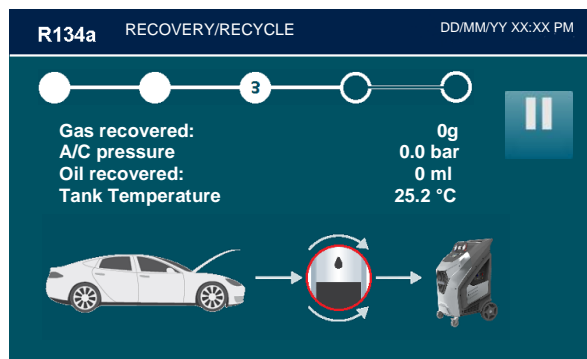 R134a RECOVERY/RECYCLE DD/MM/YY XX:XX PM
3
Gas recovered: 0g
A/C pressure 0.0 bar
Oil recovered: 0 ml
Tank Temperature 25.2 °C